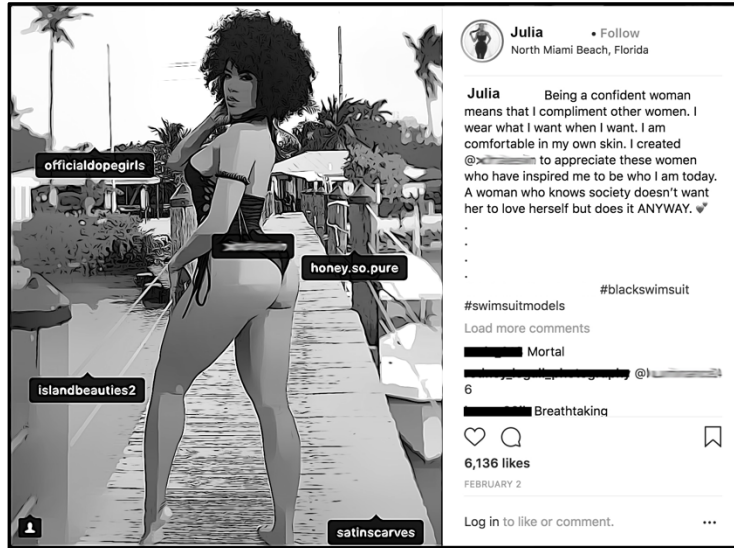 Julia • Follow
North Miami Beach, Florida
officialdopegirls
honey.so.pure
islandbeauties2
satinscarves
Julia Being a confident woman
means that I compliment other women. I
wear what I want when I want. I am
comfortable in my own skin. I created
@ to appreciate these women
who have inspired me to be who I am today.
A woman who knows society doesn’t want
her to love herself but does it ANYWAY. 💕
.
.
.
.
#blackswimsuit
#swimsuitmodels
Load more comments
Mortal
@
6
Breathtaking
6,136 likes
FEBRUARY 2
Log in to like or comment. •••